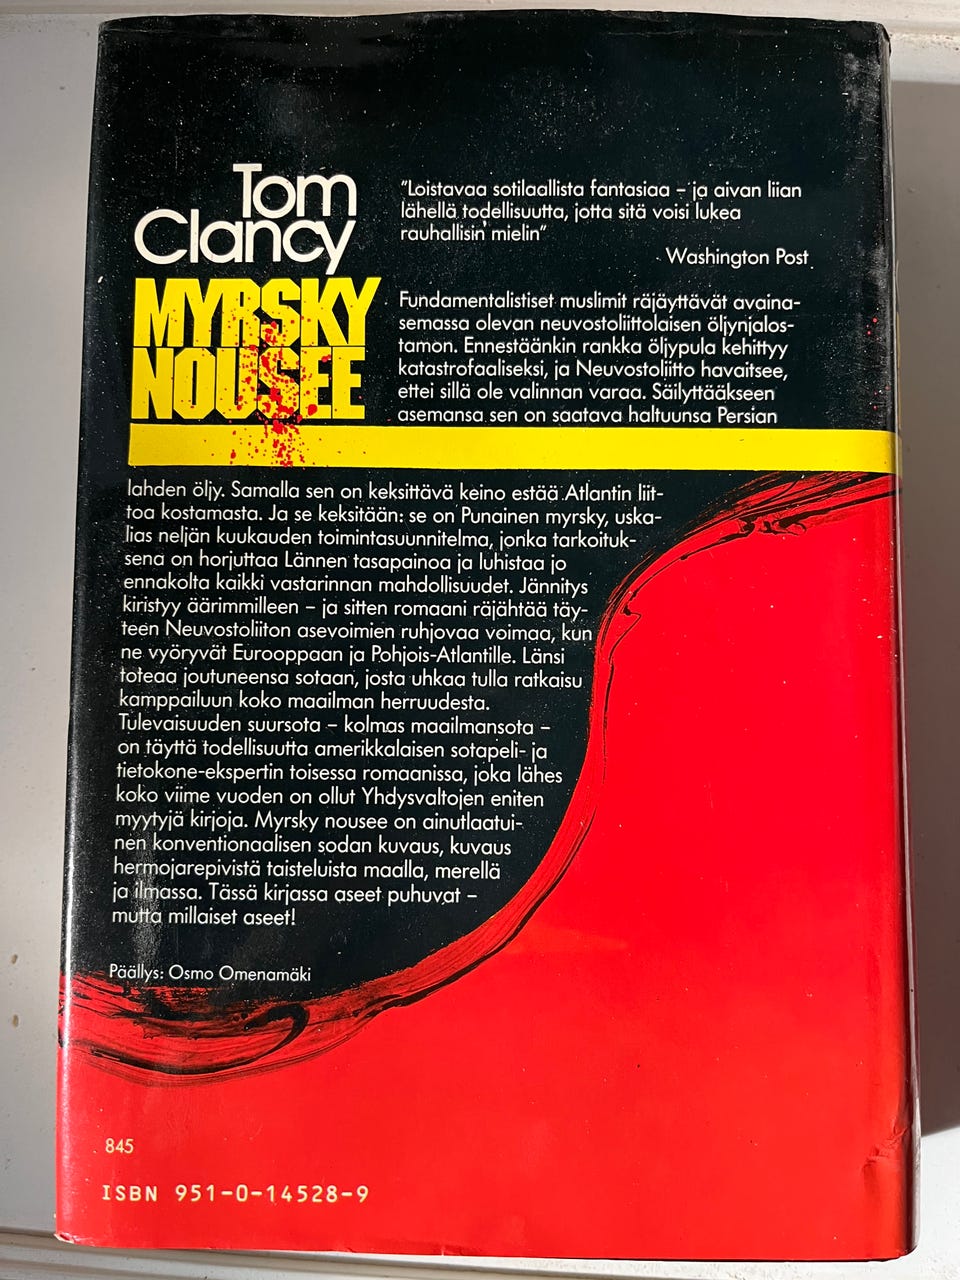 Tom
Clancy
MYRSKY
NOUSEE
"Loistavaa sotilaallista fantasiaa – ja aivan liian
lähellä todellisuutta, jotta sitä voisi lukea
rauhallisin mielin"
Washington Post
Fundamentalistiset muslimit räjäyttävät avaina-
semassa olevan neuvostoliittolaisen öljynjalos-
tamon. Ennestäänkin rankka öljypula kehittyy
katastrofaaliseksi, ja Neuvostoliitto havaitsee,
ettei sillä ole valinnan varaa. Säilyttääkseen
asemansa sen on saatava haltuunsa Persian
lahden öljy. Samalla sen on keksittävä keino estää Atlantin liit-
toa kostamasta. Ja se keksitään: se on Punainen myrsky, uska-
lias neljän kuukauden toimintasuunnitelma, jonka tarkoituk-
sena on horjuttaa Lännen tasapainoa ja luhistaa jo
ennakolta kaikki vastarinnan mahdollisuudet. Jännitys
kiristyy äärimmilleen – ja sitten romaani räjähtää täy-
teen Neuvostoliiton asevoimien ruhjovaa voimaa, kun
ne vyöryvät Eurooppaan ja Pohjois-Atlantille. Länsi
toteaa joutuneensa sotaan, josta uhkaa tulla ratkaisu
kamppailuun koko maailman herruudesta.
Tulevaisuuden suursota – kolmas maailmansota –
on täyttä todellisuutta amerikkalaisen sotapeli- ja
tietokone-ekspertin toisessa romaanissa, joka lähes
koko viime vuoden on ollut Yhdysvaltojen eniten
myytyjä kirjoja. Myrsky nousee on ainutlaatui-
nen konventionaalisen sodan kuvaus, kuvaus
hermojarepivistä taisteluista maalla, merellä
ja ilmassa. Tässä kirjassa aseet puhuvat –
mutta millaiset aseet!
Päällys: Osmo Omenamäki
845
ISBN 951-0-14528-9